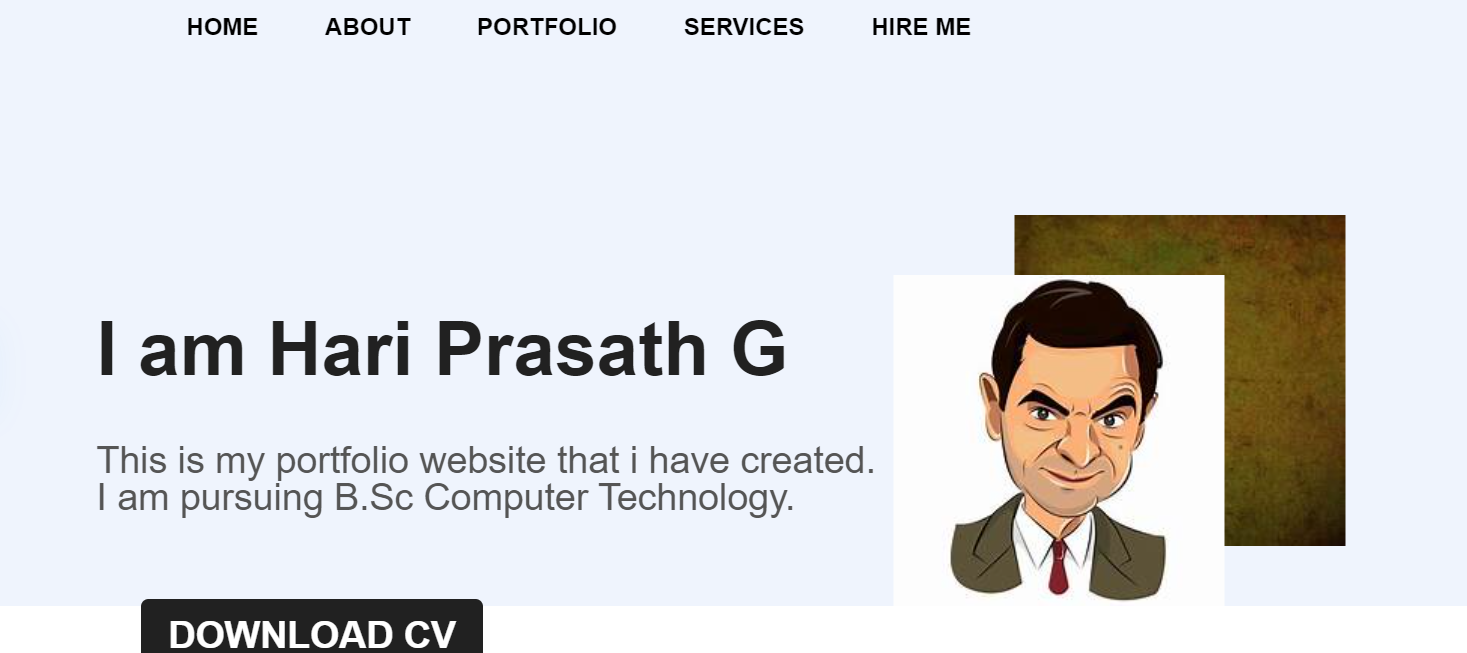 HOME ABOUT PORTFOLIO SERVICES HIRE ME
I am Hari Prasath G
This is my portfolio website that i have created.
I am pursuing B.Sc Computer Technology.
DOWNLOAD CV